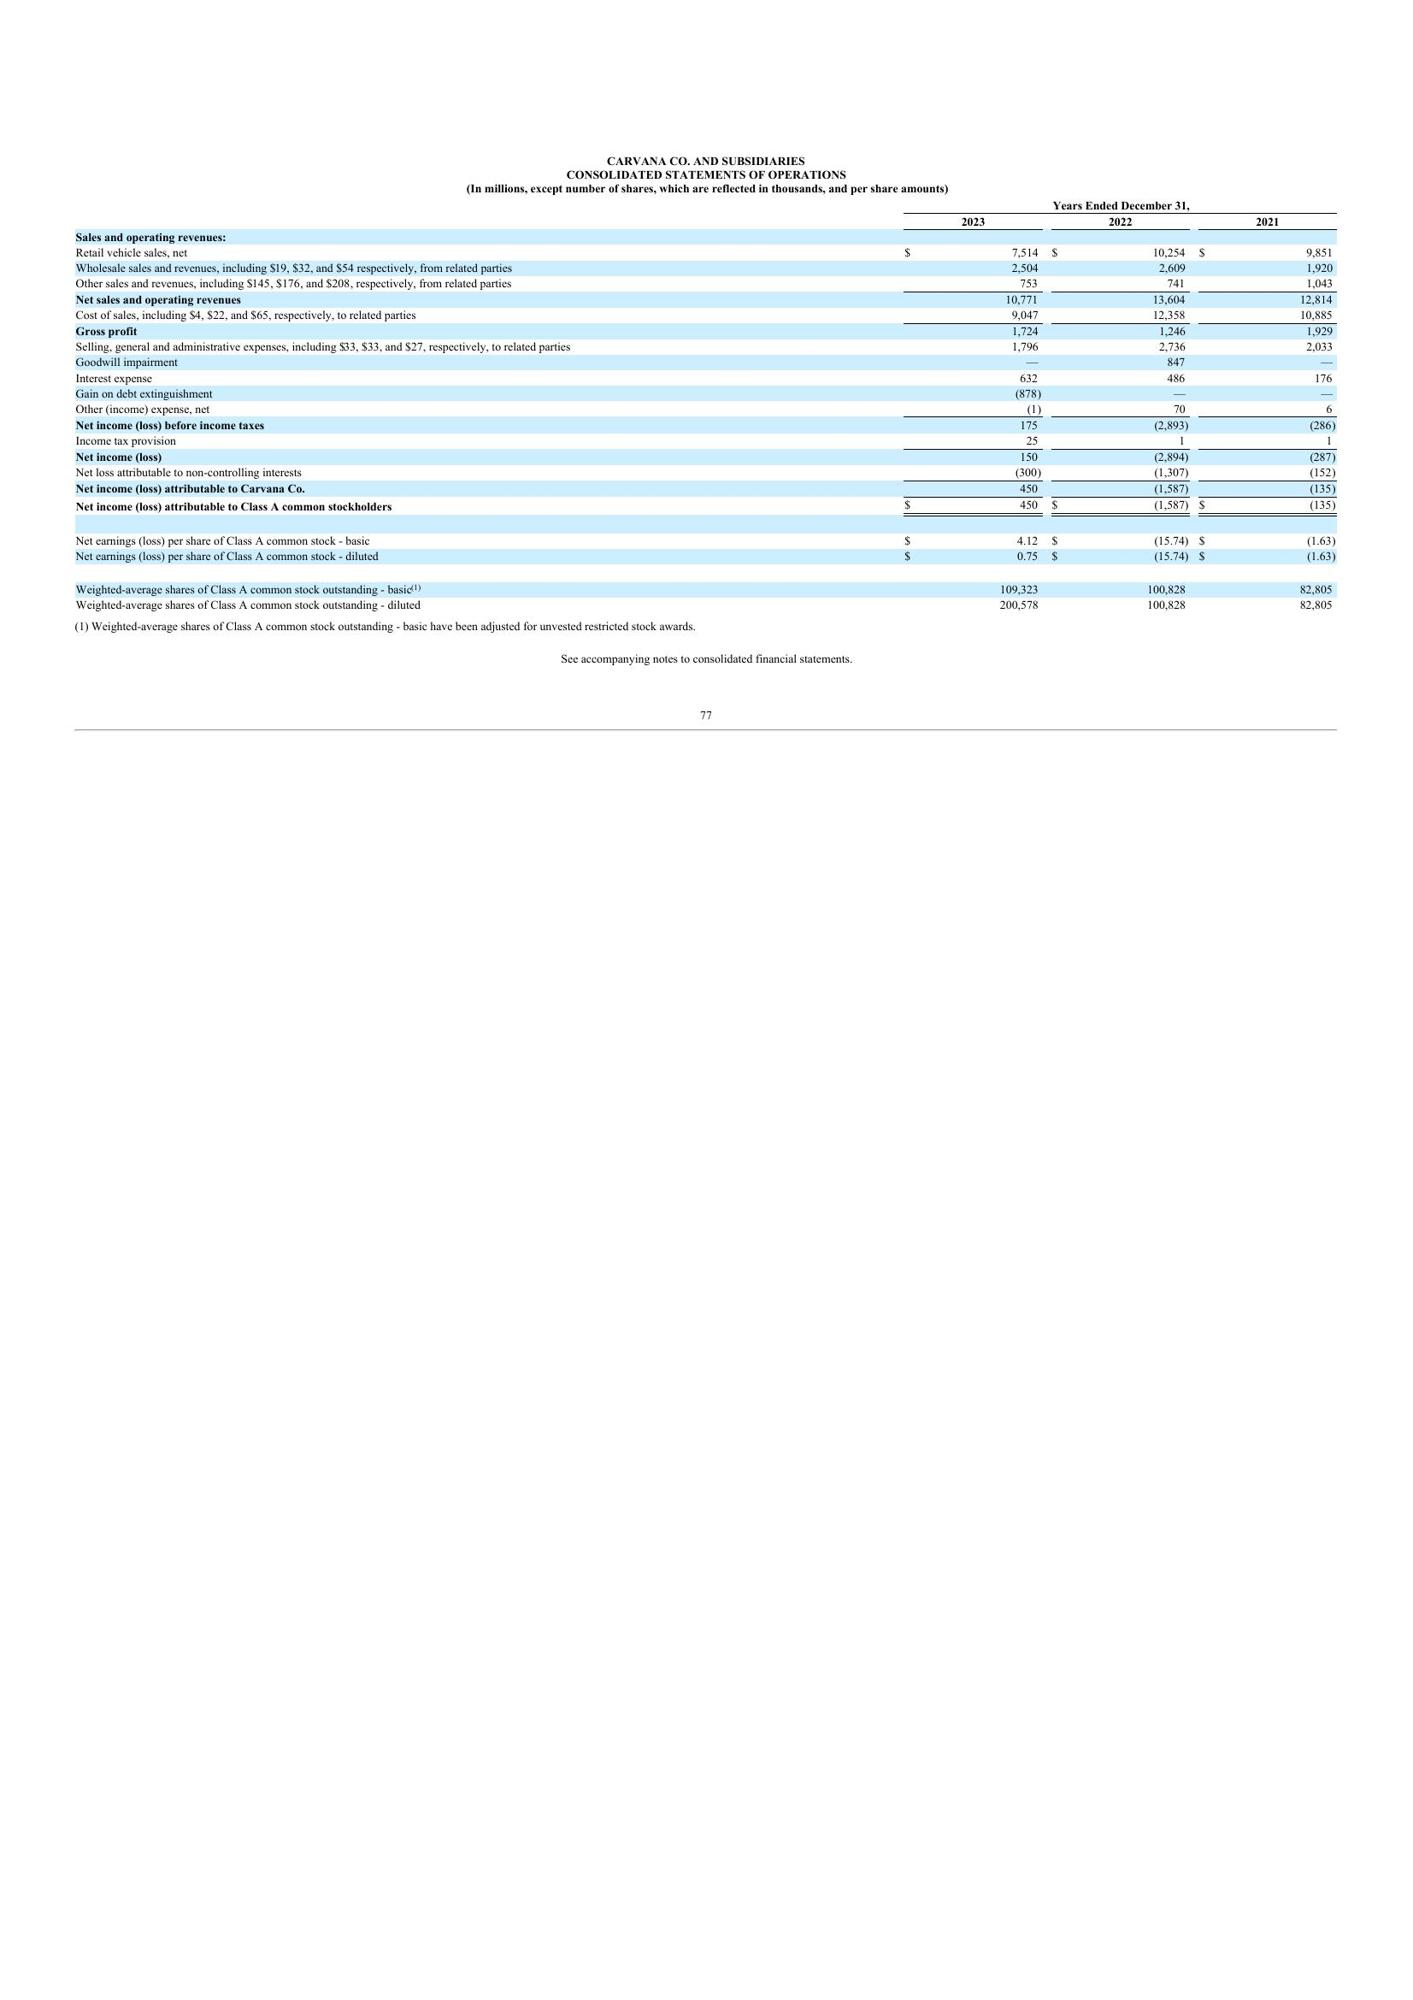 CARVANA CO. AND SUBSIDIARIES
CONSOLIDATED STATEMENTS OF OPERATIONS
(In millions, except number of shares, which are reflected in thousands, and per share amounts)
Years Ended December 31,
2023 2022 2021
Sales and operating revenues:
Retail vehicle sales, net $ 7,514 $ 10,254 $ 9,851
Wholesale sales and revenues, including $19, $32, and $54 respectively, from related parties 2,504 2,609 1,920
Other sales and revenues, including $145, $176, and $208, respectively, from related parties 753 741 1,043
Net sales and operating revenues 10,771 13,604 12,814
Cost of sales, including $4, $22, and $65, respectively, to related parties 9,047 12,358 10,885
Gross profit 1,724 1,246 1,929
Selling, general and administrative expenses, including $33, $33, and $27, respectively, to related parties 1,796 2,736 2,033
Goodwill impairment — 847 —
Interest expense 632 486 176
Gain on debt extinguishment (878) — —
Other (income) expense, net (1) 70 6
Net income (loss) before income taxes 175 (2,893) (286)
Income tax provision 25 1 1
Net income (loss) 150 (2,894) (287)
Net loss attributable to non-controlling interests (300) (1,307) (152)
Net income (loss) attributable to Carvana Co. 450 (1,587) (135)
Net income (loss) attributable to Class A common stockholders $ 450 $ (1,587) $ (135)
Net earnings (loss) per share of Class A common stock - basic $ 4.12 $ (15.74) $ (1.63)
Net earnings (loss) per share of Class A common stock - diluted $ 0.75 $ (15.74) $ (1.63)
Weighted-average shares of Class A common stock outstanding - basic(1) 109,323 100,828 82,805
Weighted-average shares of Class A common stock outstanding - diluted 200,578 100,828 82,805
(1) Weighted-average shares of Class A common stock outstanding - basic have been adjusted for unvested restricted stock awards.
See accompanying notes to consolidated financial statements.
77